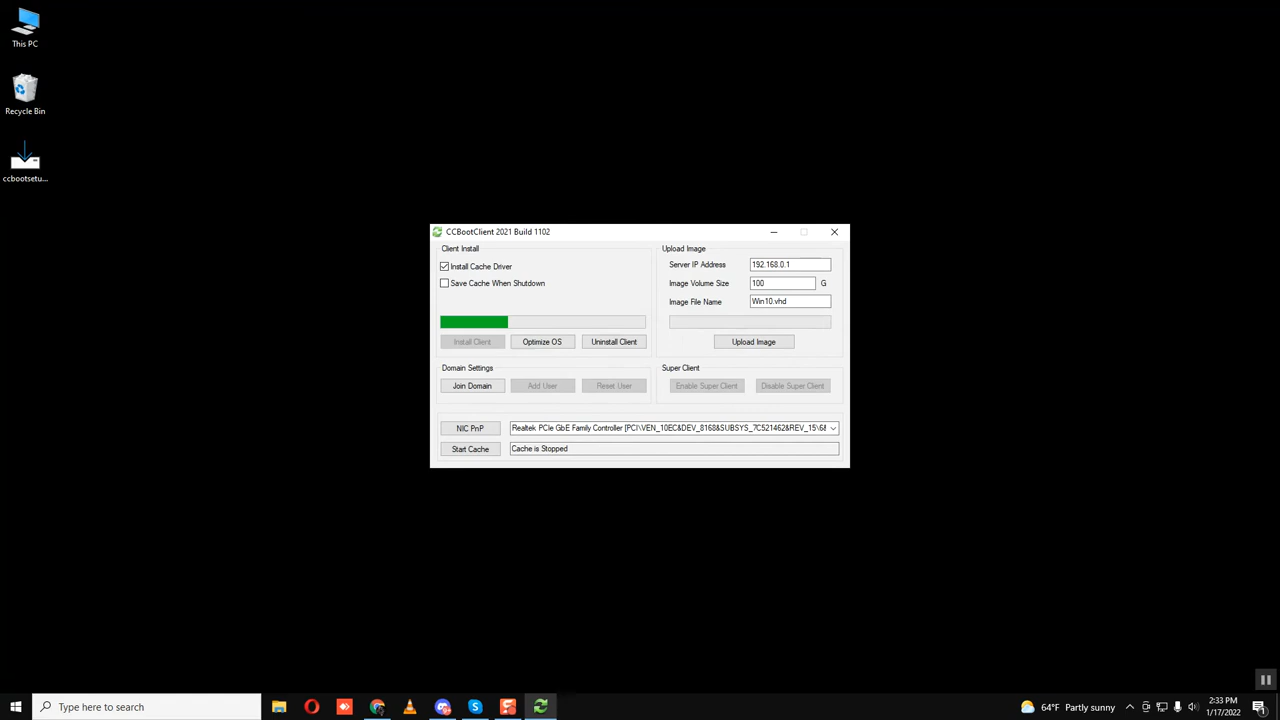 This PC
Recycle Bin
ccbootsetu...
CCBootClient 2021 Build 1102
Client Install
Install Cache Driver
Save Cache When Shutdown
Install Client
Optimize OS
Uninstall Client
Upload Image
Server IP Address
192.168.0.1
Image Volume Size
100
G
Image File Name
Win10.vhd
Upload Image
Domain Settings
Join Domain
Add User
Reset User
Super Client
Enable Super Client
Disable Super Client
NIC PnP
Realtek PCIe GbE Family Controller [PCI\VEN_10EC&DEV_8168&SUBSYS_7C521462&REV_15\6&
Start Cache
Cache is Stopped
Type here to search
64°F Partly sunny
2:33 PM
1/17/2022